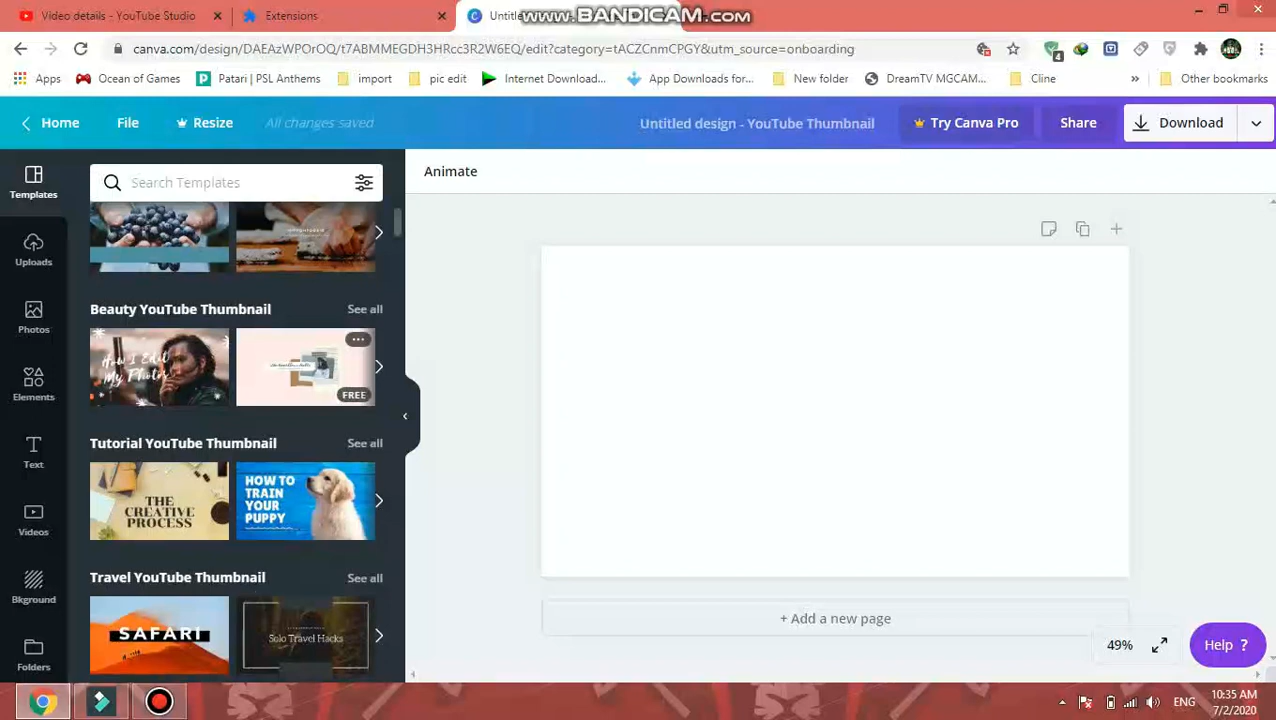 Video details - YouTube Studio
Extensions
www.BANDICAM.com
canva.com/design/DAEAzWPOrOQ/t7ABMMEGDH3HRcc3R2W6EQ/edit?category=tACZCnmCPGY&utm_source=onboarding
4
Apps
Ocean of Games
Patari | PSL Anthems
import
pic edit
Internet Download...
App Downloads for...
New folder
DreamTV MGCAM...
Cline
»
Other bookmarks
Home
File
Resize
All changes saved
Untitled design - YouTube Thumbnail
Try Canva Pro
Share
Download
Templates
Search Templates
Animate
Uploads
Photos
Elements
Text
Videos
Bkground
Folders
Beauty YouTube Thumbnail
See all
How I Edit
My Photos
FREE
Tutorial YouTube Thumbnail
See all
THE
CREATIVE
PROCESS
HOW TO
TRAIN
YOUR
PUPPY
Travel YouTube Thumbnail
See all
SAFARI
Solo Travel Hacks
+ Add a new page
49%
Help ?
ENG
10:35 AM
7/2/2020